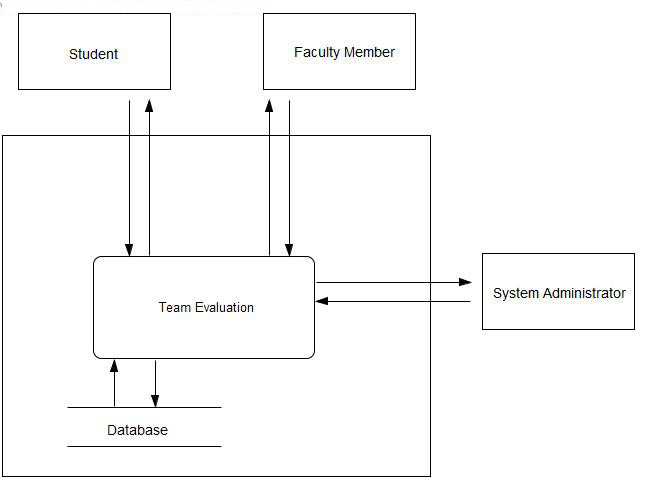 Student
Faculty Member
System Administrator
Team Evaluation
Database